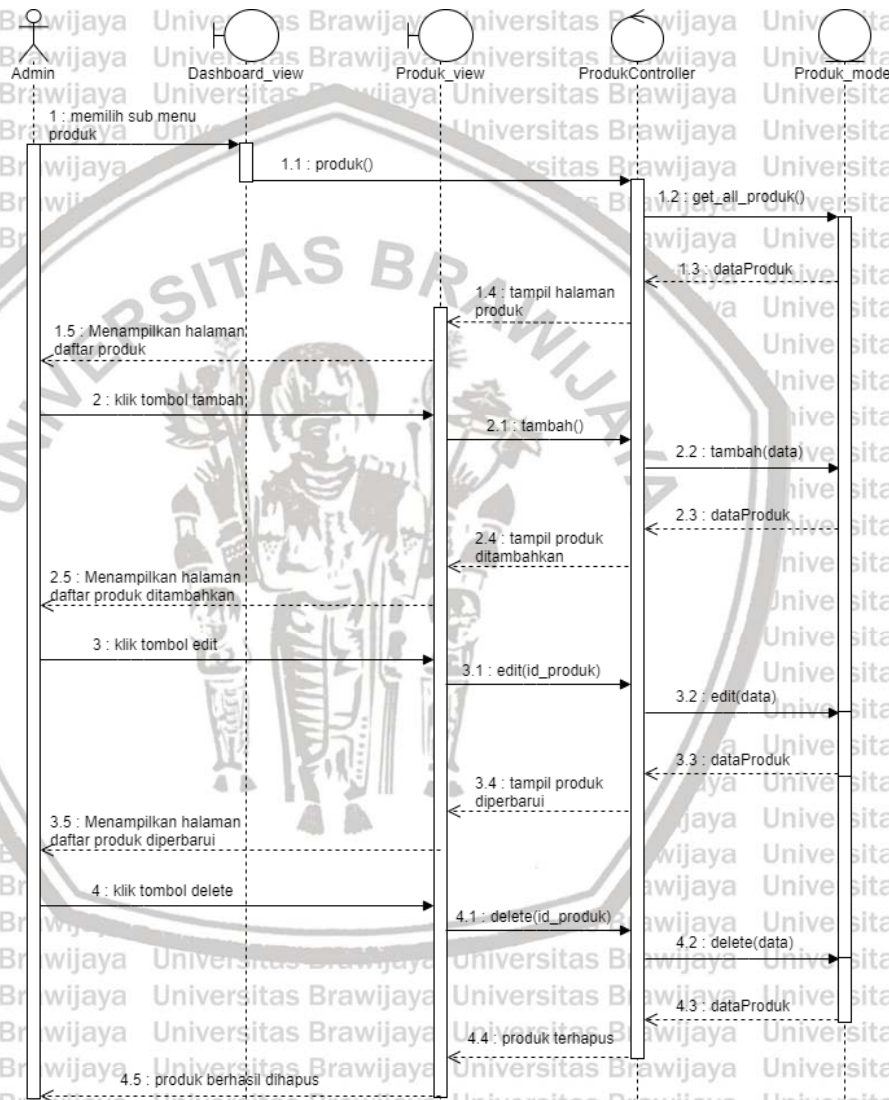 Admin
Dashboard_view
Produk_view
ProdukController
Produk_mode
1 : memilih sub menu
produk
1.1 : produk()
1.2 : get_all_produk()
1.3 : dataProduk
1.4 : tampil halaman
produk
1.5 : Menampilkan halaman
daftar produk
2 : klik tombol tambah
2.1 : tambah()
2.2 : tambah(data)
2.3 : dataProduk
2.4 : tampil produk
ditambahkan
2.5 : Menampilkan halaman
daftar produk ditambahkan
3 : klik tombol edit
3.1 : edit(id_produk)
3.2 : edit(data)
3.3 : dataProduk
3.4 : tampil produk
diperbarui
3.5 : Menampilkan halaman
daftar produk diperbarui
4 : klik tombol delete
4.1 : delete(id_produk)
4.2 : delete(data)
4.3 : dataProduk
4.4 : produk terhapus
4.5 : produk berhasil dihapus
UNIVERSITAS BRAWIJAYA